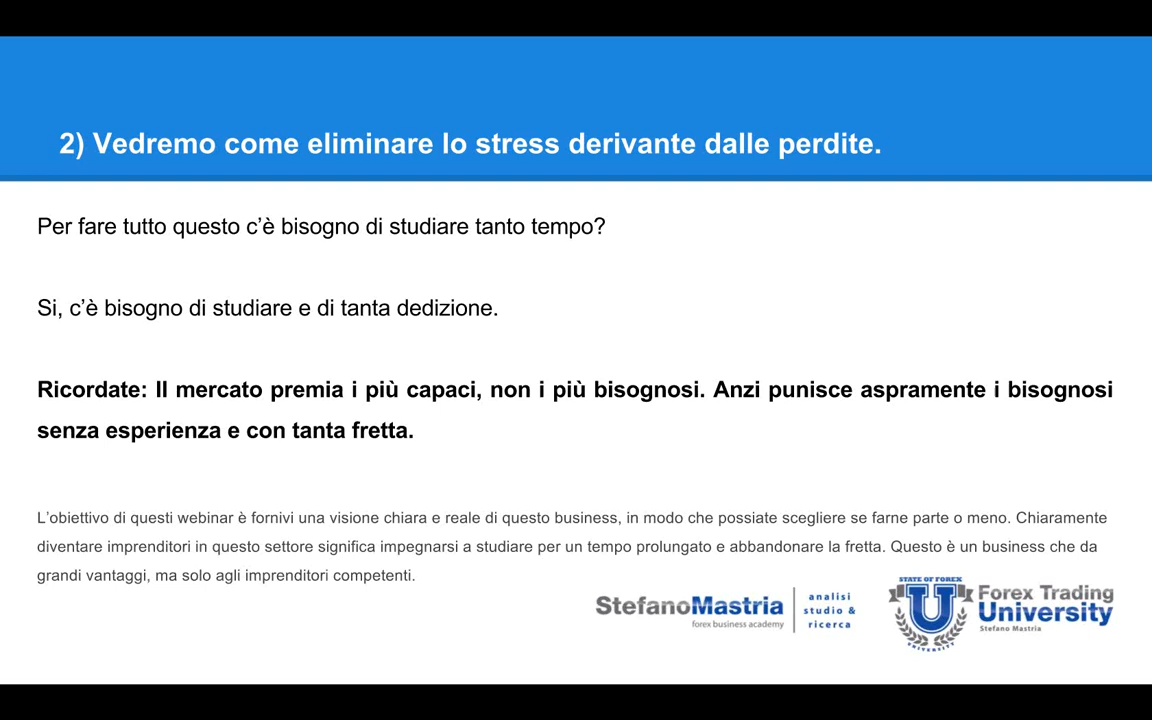 2) Vedremo come eliminare lo stress derivante dalle perdite.
Per fare tutto questo c’è bisogno di studiare tanto tempo?
Si, c’è bisogno di studiare e di tanta dedizione.
Ricordate: Il mercato premia i più capaci, non i più bisognosi. Anzi punisce aspramente i bisognosi
senza esperienza e con tanta fretta.
L’obiettivo di questi webinar è fornivi una visione chiara e reale di questo business, in modo che possiate scegliere se farne parte o meno. Chiaramente
diventare imprenditori in questo settore significa impegnarsi a studiare per un tempo prolungato e abbandonare la fretta. Questo è un business che da
grandi vantaggi, ma solo agli imprenditori competenti.
StefanoMastria
forex business academy
analisi
studio &
ricerca
STATE OF FOREX
U
UNIVERSITY
Forex Trading
University
Stefano Mastria